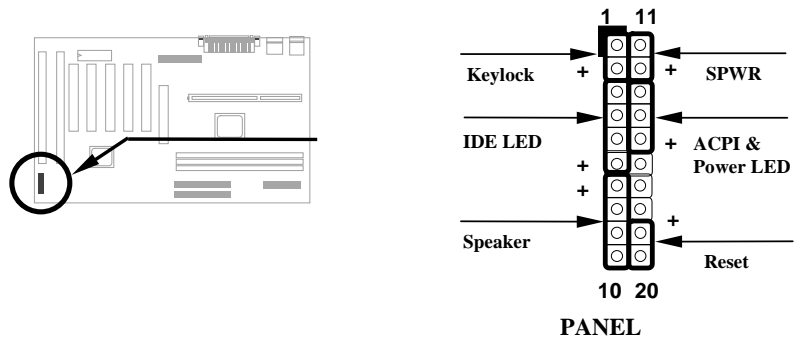 1 11
Keylock + + SPWR
IDE LED + ACPI &
Power LED
+
+
+
Speaker
Reset
10 20
PANEL